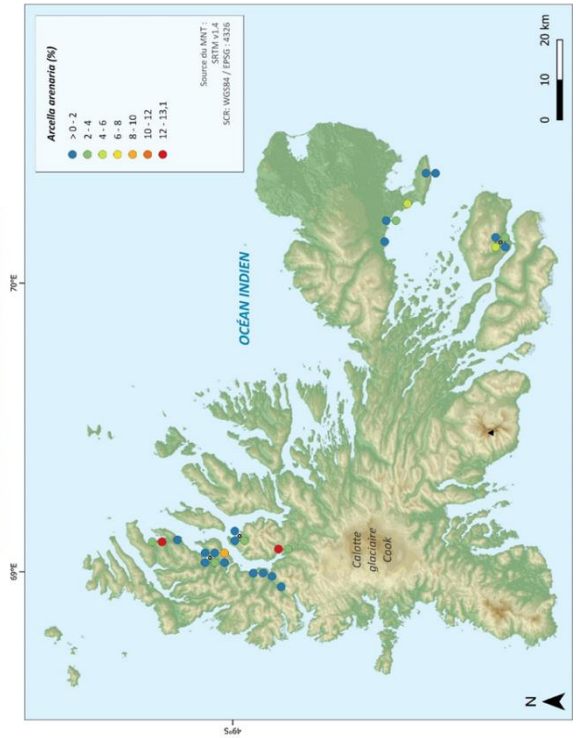 Arcella arenaria (%)
> 0 - 2
2 - 4
4 - 6
6 - 8
8 - 10
10 - 12
12 - 13,1
Source du MNT :
SRTM v1.4
SCR: WGS84 / EPSG : 4326
70°E
69°E
49°S
OCÉAN INDIEN
Calotte
glaciaire
Cook
0 10 20 km
N